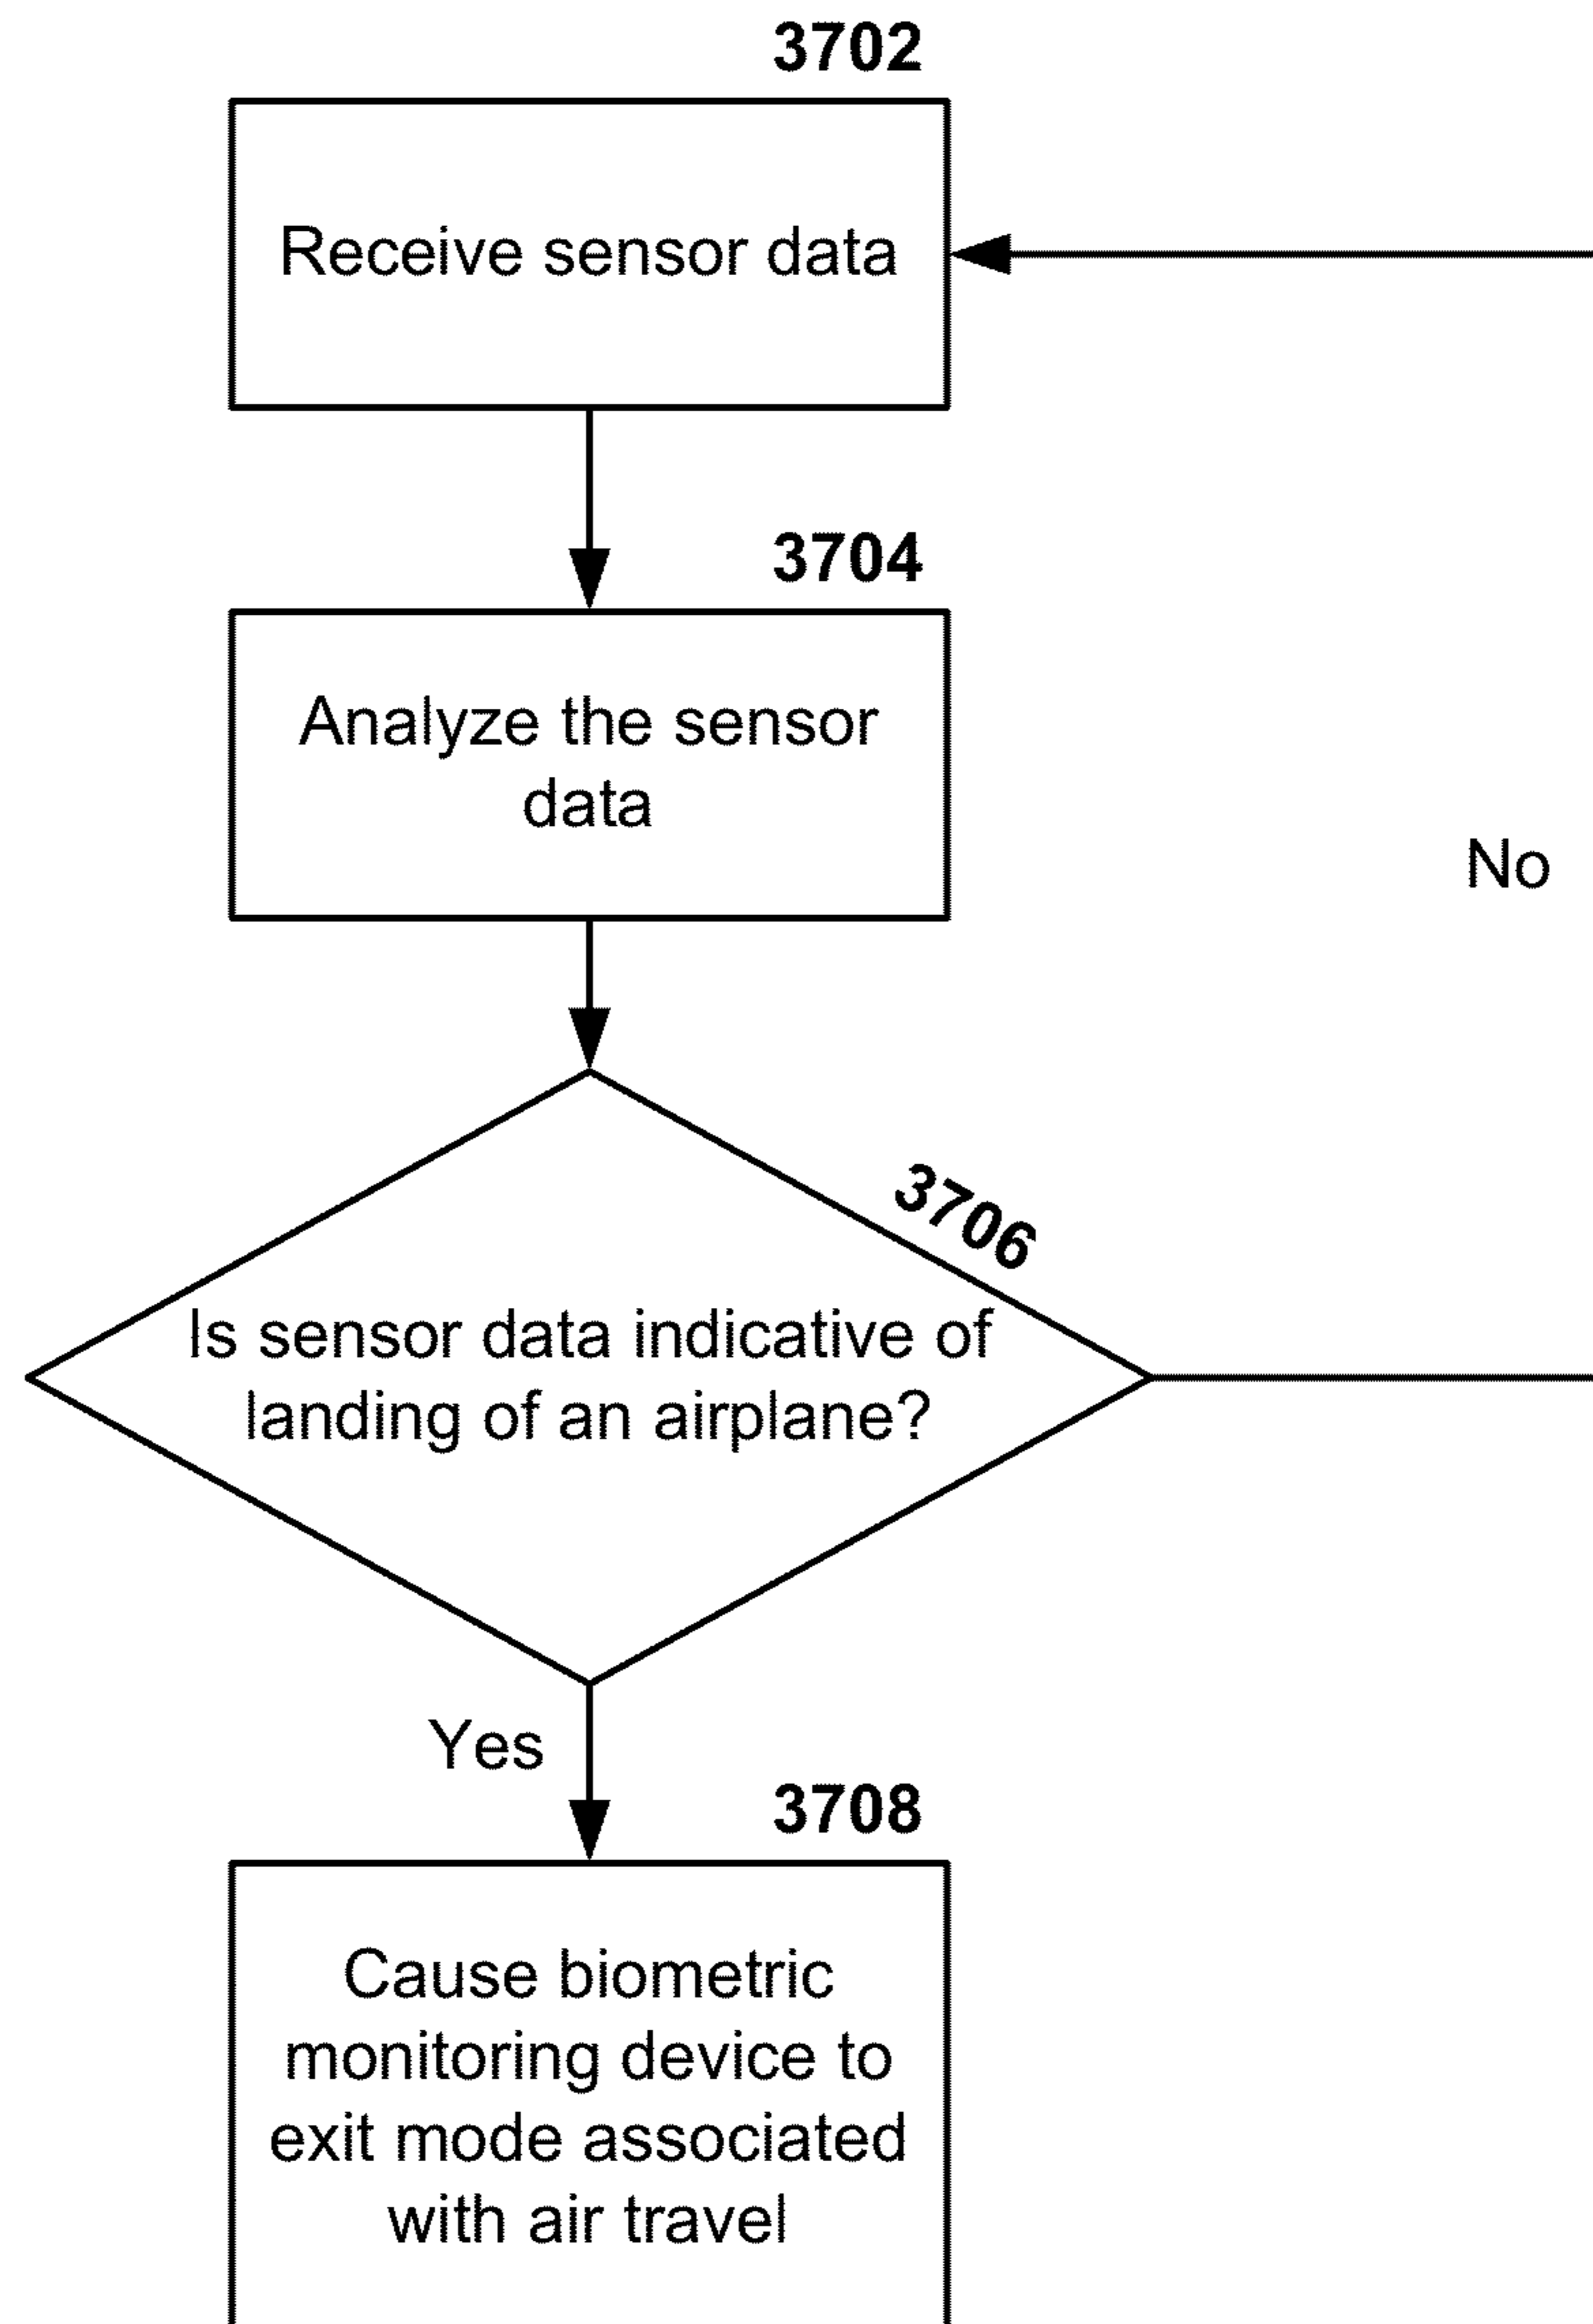 3702
Receive sensor data
3704
Analyze the sensor
data
No
3706
Is sensor data indicative of
landing of an airplane?
Yes
3708
Cause biometric
monitoring device to
exit mode associated
with air travel